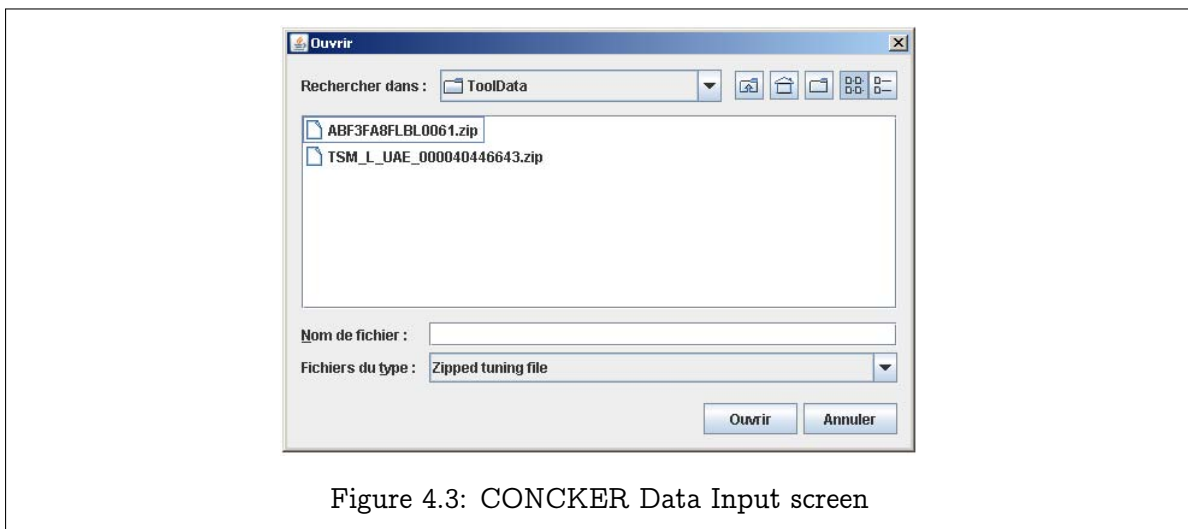 Ouvrir
Rechercher dans :
ToolData
ABF3FA8FLBL0061.zip
TSM_L_UAE_000040446643.zip
Nom de fichier :
Fichiers du type : Zipped tuning file
Ouvrir Annuler
Figure 4.3: CONCKER Data Input screen